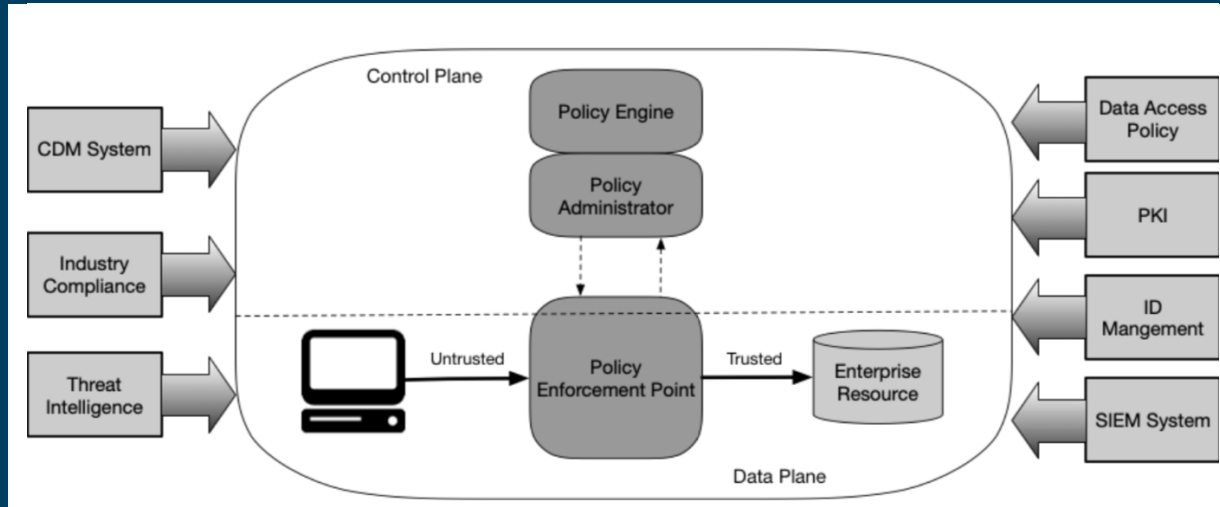 Control Plane
Policy Engine
Policy
Administrator
CDM System
Industry
Compliance
Threat
Intelligence
Untrusted
Policy
Enforcement Point
Trusted
Enterprise
Resource
Data Plane
Data Access
Policy
PKI
ID
Mangement
SIEM System